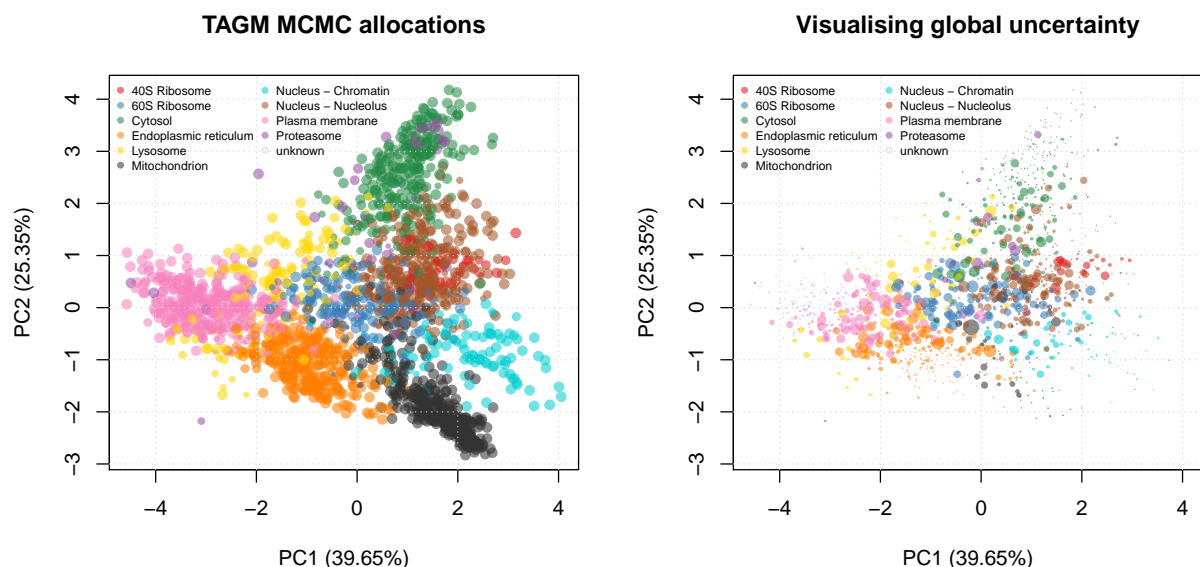 TAGM MCMC allocations
40S Ribosome
60S Ribosome
Cytosol
Endoplasmic reticulum
Lysosome
Mitochondrion
Nucleus − Chromatin
Nucleus − Nucleolus
Plasma membrane
Proteasome
unknown
4
3
2
1
0
−1
−2
−3
PC2 (25.35%)
−4
−2
0
2
4
PC1 (39.65%)
Visualising global uncertainty
40S Ribosome
60S Ribosome
Cytosol
Endoplasmic reticulum
Lysosome
Mitochondrion
Nucleus − Chromatin
Nucleus − Nucleolus
Plasma membrane
Proteasome
unknown
4
3
2
1
0
−1
−2
−3
PC2 (25.35%)
−4
−2
0
2
4
PC1 (39.65%)